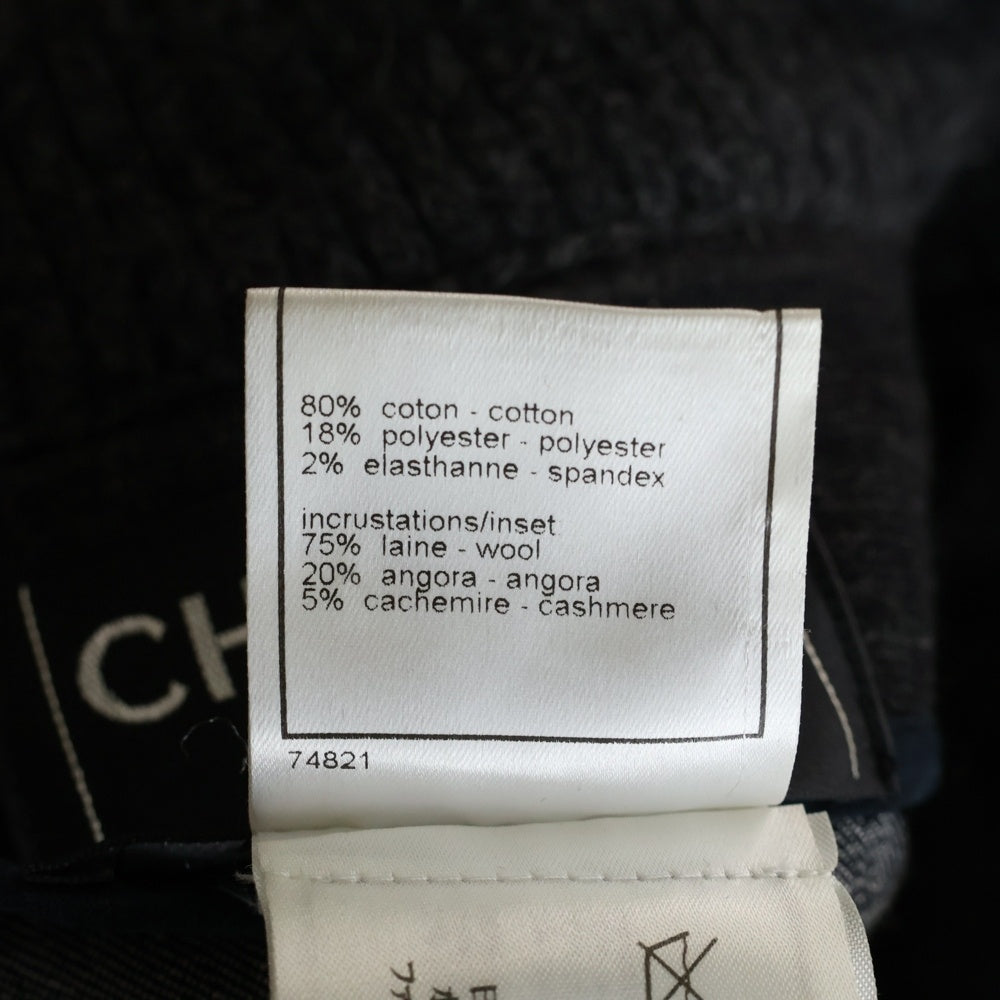 80% coton - cotton
18% polyester - polyester
2% elasthanne - spandex
incrustations/inset
75% laine - wool
20% angora - angora
5% cachemire - cashmere
CH
74821